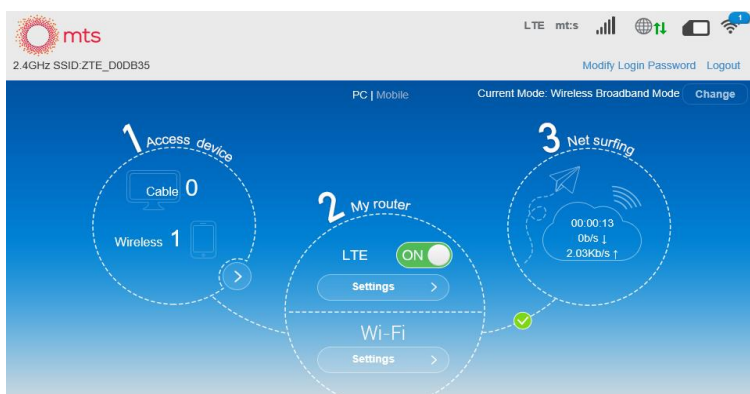 LTE mt:s
1
mts
2.4GHz SSID:ZTE_D0DB35
Modify Login Password Logout
PC | Mobile
Current Mode: Wireless Broadband Mode Change
1 Access device
Cable 0
Wireless 1
2 My router
LTE ON
Settings
Wi-Fi
Settings
3 Net surfing
00:00:13
0b/s ↓
2.03Kb/s ↑